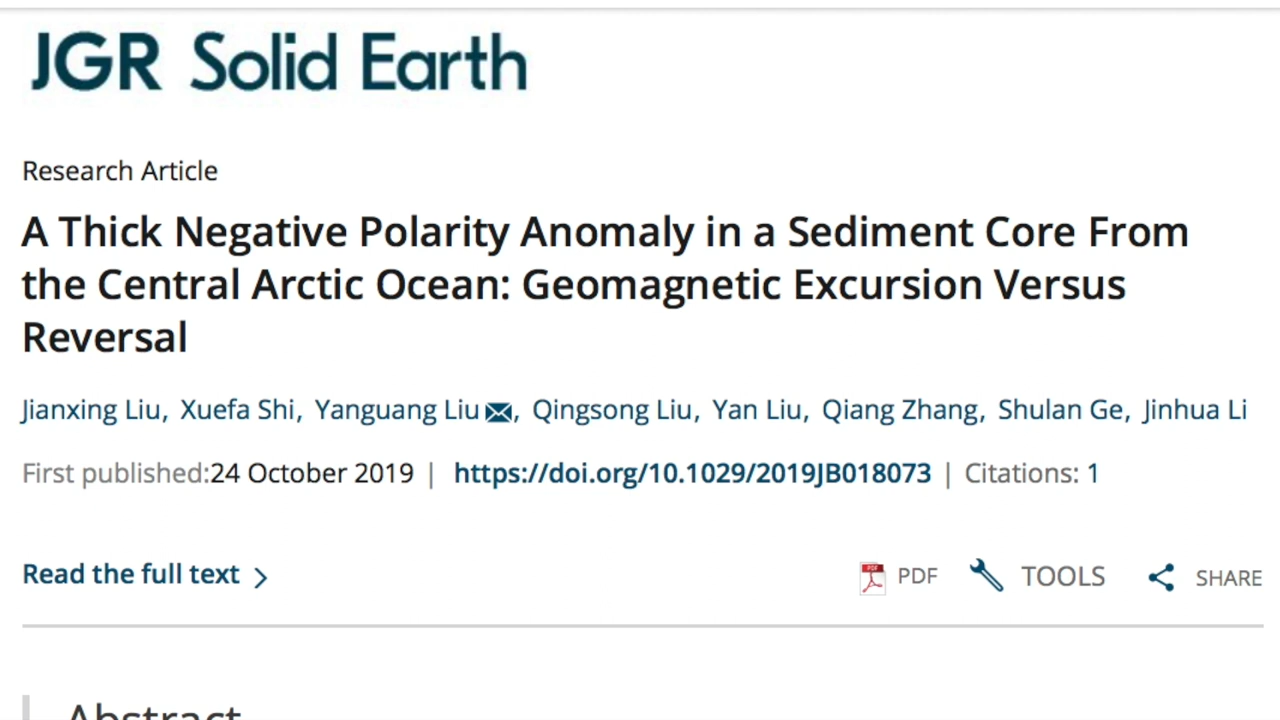 JGR Solid Earth
Research Article
A Thick Negative Polarity Anomaly in a Sediment Core From
the Central Arctic Ocean: Geomagnetic Excursion Versus
Reversal
Jianxing Liu, Xuefa Shi, Yanguang Liu, Qingsong Liu, Yan Liu, Qiang Zhang, Shulan Ge, Jinhua Li
First published:24 October 2019 | https://doi.org/10.1029/2019JB018073 | Citations: 1
Read the full text PDF TOOLS SHARE
Abstract